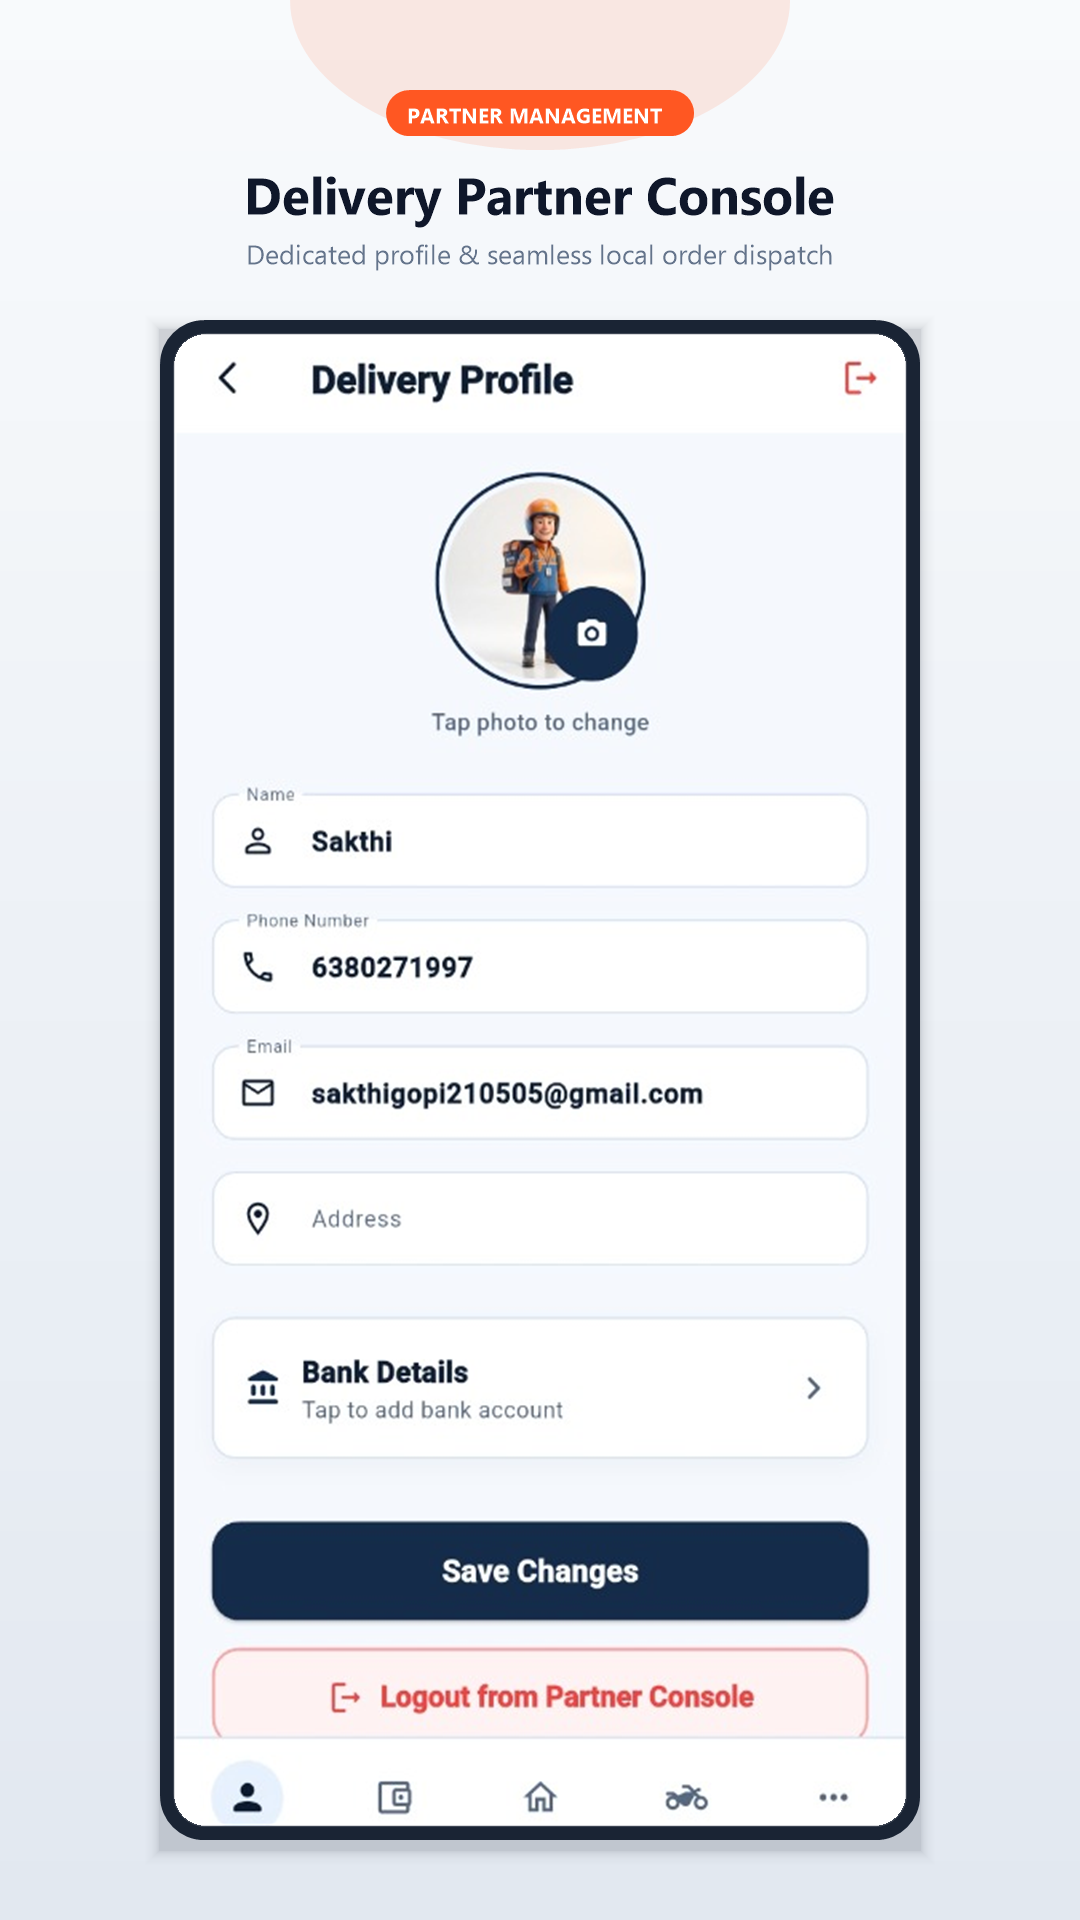 PARTNER MANAGEMENT
Delivery Partner Console
Dedicated profile & seamless local order dispatch
Delivery Profile
Tap photo to change
Name
Sakthi
Phone Number
6380271997
Email
sakthigopi210505@gmail.com
Address
Bank Details
Tap to add bank account
Save Changes
Logout from Partner Console